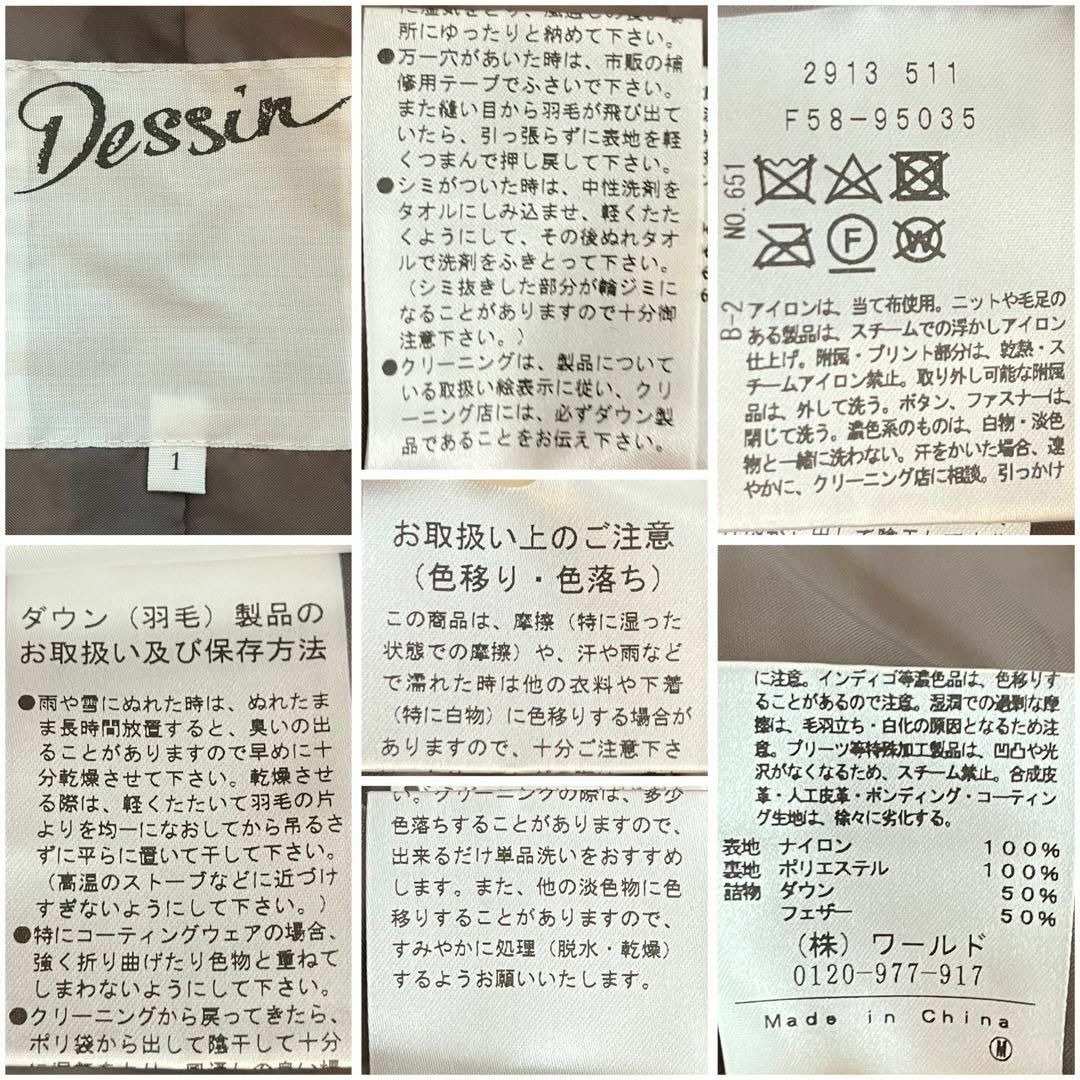 Dessin
1
所にゆったりと納めて下さい。
●万一穴があいた時は、市販の補
修用テープでふさいで下さい。
また縫い目から羽毛が飛び出て
いたら、引っ張らずに表地を軽
くつまんで押し戻して下さい。
●シミがついた時は、中性洗剤を
タオルにしみ込ませ、軽くたた
くようにして、その後ぬれタオ
ルで洗剤をふきとって下さい。
(シミ抜きした部分が輪ジミに
なることがありますので十分御
注意下さい。)
●クリーニングは、製品について
いる取扱い絵表示に従い、クリ
ーニング店には、必ずダウン製
品であることをお伝え下さい。
2913 511
F58-95035
NO.651
B-2
F
W
アイロンは、当て布使用。ニットや毛足の
ある製品は、スチームでの浮かしアイロン
仕上げ。附属・プリント部分は、乾熱・ス
チームアイロン禁止。取り外し可能な附属
品は、外して洗う。ボタン、ファスナーは、
閉じて洗う。濃色系のものは、白物・淡色
物と一緒に洗わない。汗をかいた場合、速
やかに、クリーニング店に相談。引っかけ
ダウン(羽毛)製品の
お取扱い及び保存方法
●雨や雪にぬれた時は、ぬれたま
ま長時間放置すると、臭いの出
ることがありますので早めに十
分乾燥させて下さい。乾燥させ
る際は、軽くたたいて羽毛の片
よりを均一になおしてから吊るさ
ずに平らに置いて干して下さい。
(高温のストーブなどに近づけ
すぎないようにして下さい。)
●特にコーティングウェアの場合、
強く折り曲げたり色物と重ねて
しまわないようにして下さい。
●クリーニングから戻ってきたら、
ポリ袋から出して陰干して十分
お取扱い上のご注意
(色移り・色落ち)
この商品は、摩擦(特に湿った
状態での摩擦)や、汗や雨など
で濡れた時は他の衣料や下着
(特に白物)に色移りする場合が
ありますので、十分ご注意下さ
い。クリーニングの際は、多少
色落ちすることがありますので、
出来るだけ単品洗いをおすすめ
します。また、他の淡色物に色
移りすることがありますので、
すみやかに処理(脱水・乾燥)
するようお願いいたします。
に注意。インディゴ等濃色品は、色移りす
ることがあるので注意。湿潤での過剰な摩
擦は、毛羽立ち・白化の原因となるため注
意。プリーツ等特殊加工製品は、凹凸や光
沢がなくなるため、スチーム禁止。合成皮
革・人工皮革・ボンディング・コーティン
グ生地は、徐々に劣化する。
表地 ナイロン 100%
裏地 ポリエステル 100%
詰物 ダウン 50%
フェザー 50%
(株)ワールド
0120-977-917
Made in China
M